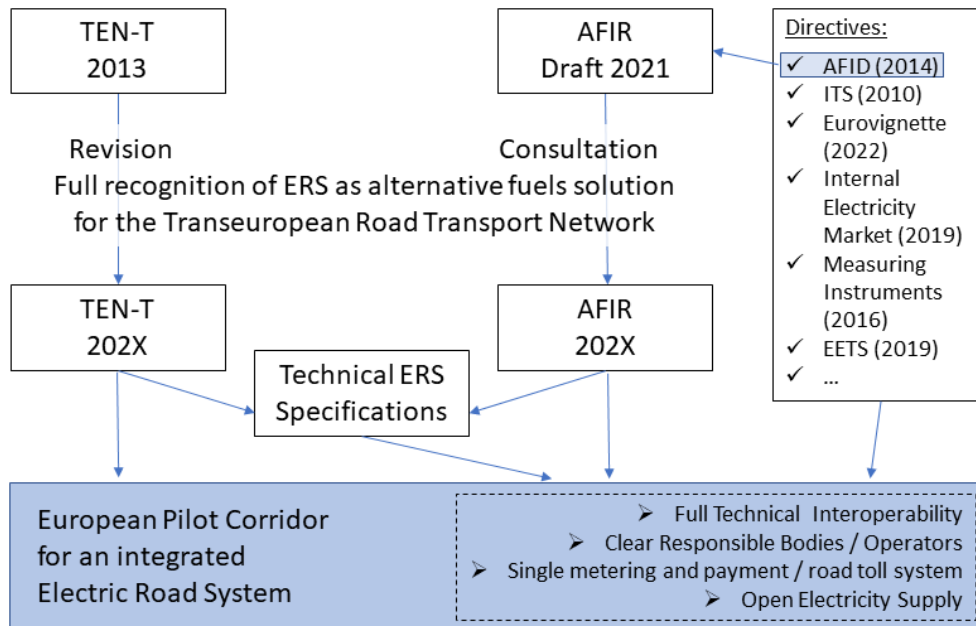 TEN-T
2013
AFIR
Draft 2021
Directives:
✓ AFID (2014)
✓ ITS (2010)
✓ Eurovignette
(2022)
✓ Internal
Electricity
Market (2019)
✓ Measuring
Instruments
(2016)
✓ EETS (2019)
✓ ...
Revision
Consultation
Full recognition of ERS as alternative fuels solution
for the Transeuropean Road Transport Network
TEN-T
202X
AFIR
202X
Technical ERS
Specifications
European Pilot Corridor
for an integrated
Electric Road System
➢ Full Technical Interoperability
➢ Clear Responsible Bodies / Operators
➢ Single metering and payment / road toll system
➢ Open Electricity Supply